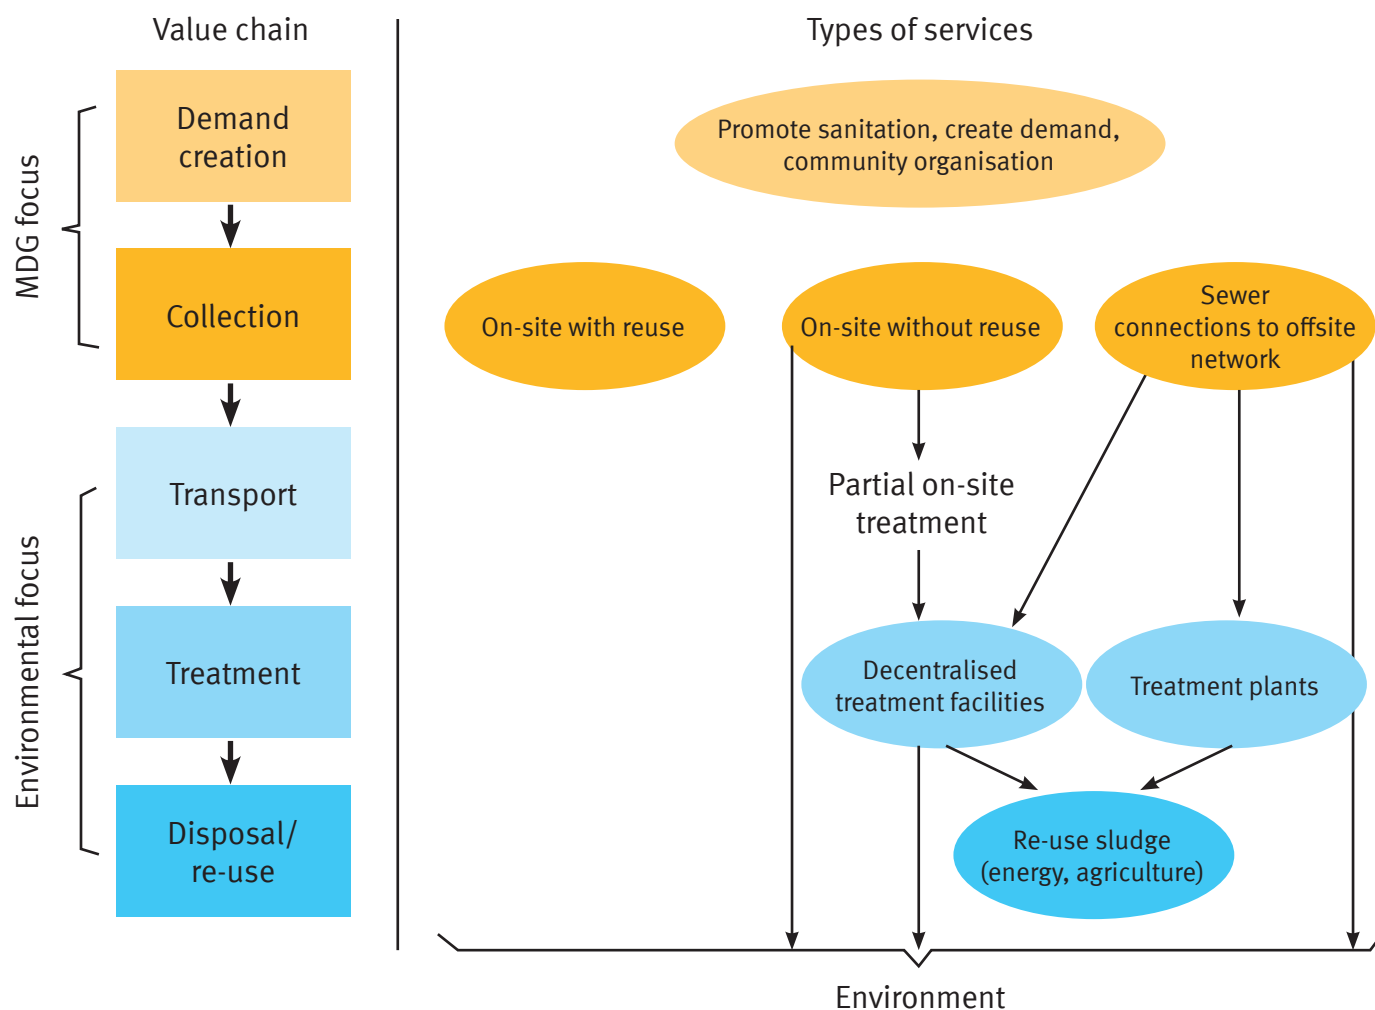 Value chain
Types of services
MDG focus
Demand
creation
Promote sanitation, create demand,
community organisation
Collection
On-site with reuse
On-site without reuse
Sewer
connections to offsite
network
Environmental focus
Transport
Partial on-site
treatment
Treatment
Decentralised
treatment facilities
Treatment plants
Disposal/
re-use
Re-use sludge
(energy, agriculture)
Environment